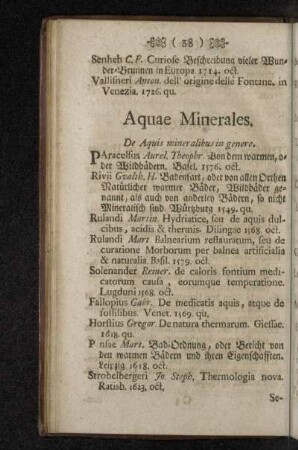 ( 38 )
Senheb C.F. Curiose Beschreibung vieler Wun-
der-Brunnen in Europa 1714. oct.
Vallisneri Anton. dell' origine delle Fontane, in
Venezia, 1726. qu.
Aquae Minerales,
De Aquis mineralibus in genere.
PAracelsus Aurel. Theophr. Von dem warmen, o-
der Wildbädern. Basel. 1576. oct.
Rivii Gualth. H. Badenfart, oder von allen Orthen
Natürlicher warmer Bäder, Wildbäder ge-
nannt, als auch von anderley Bädern, so nicht
Mineralisch sind. Würtzburg 1549. qu.
Rulandi Martin. Hydriatice, seu de aquis dul-
cibus, acidis & thermis. Dilingae 1568. oct.
Rulandi Mart Balnearium restauratum, seu de
curatione Morborum per balnea artificialia
& naturalia. Basil. 1579. oct.
Solenander Reiner. de caloris fontium medi-
catorum causa, eorumque temperatione.
Lugduni 1558. oct.
Fallopius Gabr. De medicatis aquis, atque de
fossilibus. Venet. 1569. qu.
Horstius Gregor. De natura thermarum. Giessae.
1618. qu.
P nsae Mart. Bad-Ordnung, oder Bericht von
den warmen Bädern und ihren Eigenschafften.
Leipzig 1618. oct.
Strobelbergeri Jo. Steph. Thermologia nova.
Ratisb. 1623. oct.
Se-